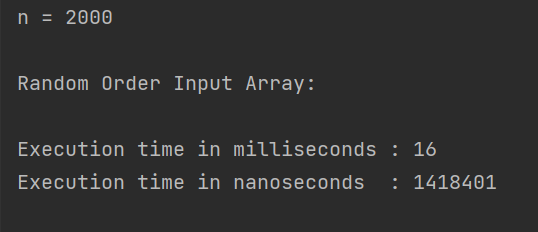 n = 2000
Random Order Input Array:
Execution time in milliseconds : 16
Execution time in nanoseconds  : 1418401